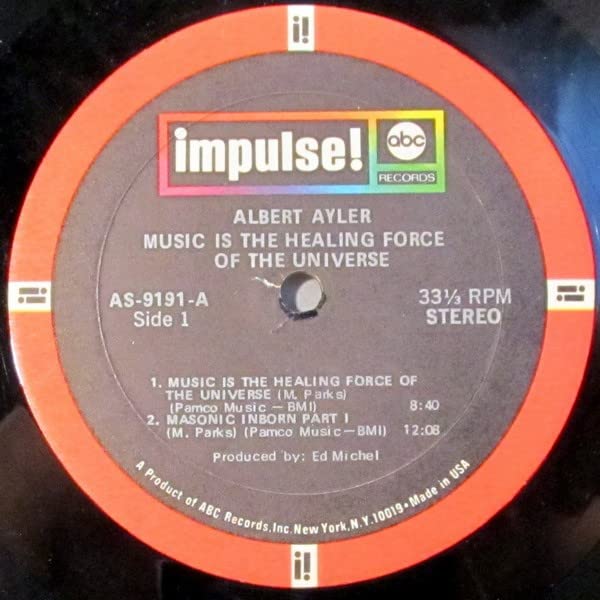 i!
impulse!
abc
RECORDS
ALBERT AYLER
MUSIC IS THE HEALING FORCE
OF THE UNIVERSE
i!
AS-9191-A
33⅓ RPM
i!
Side 1
STEREO
1. MUSIC IS THE HEALING FORCE OF
THE UNIVERSE (M. Parks)
(Pamco Music — BMI) 8:40
2. MASONIC INBORN PART I
(M. Parks) (Pamco Music—BMI) 12:08
Produced by: Ed Michel
A Product of ABC Records, Inc. New York, N.Y. 10019 • Made in USA
i!